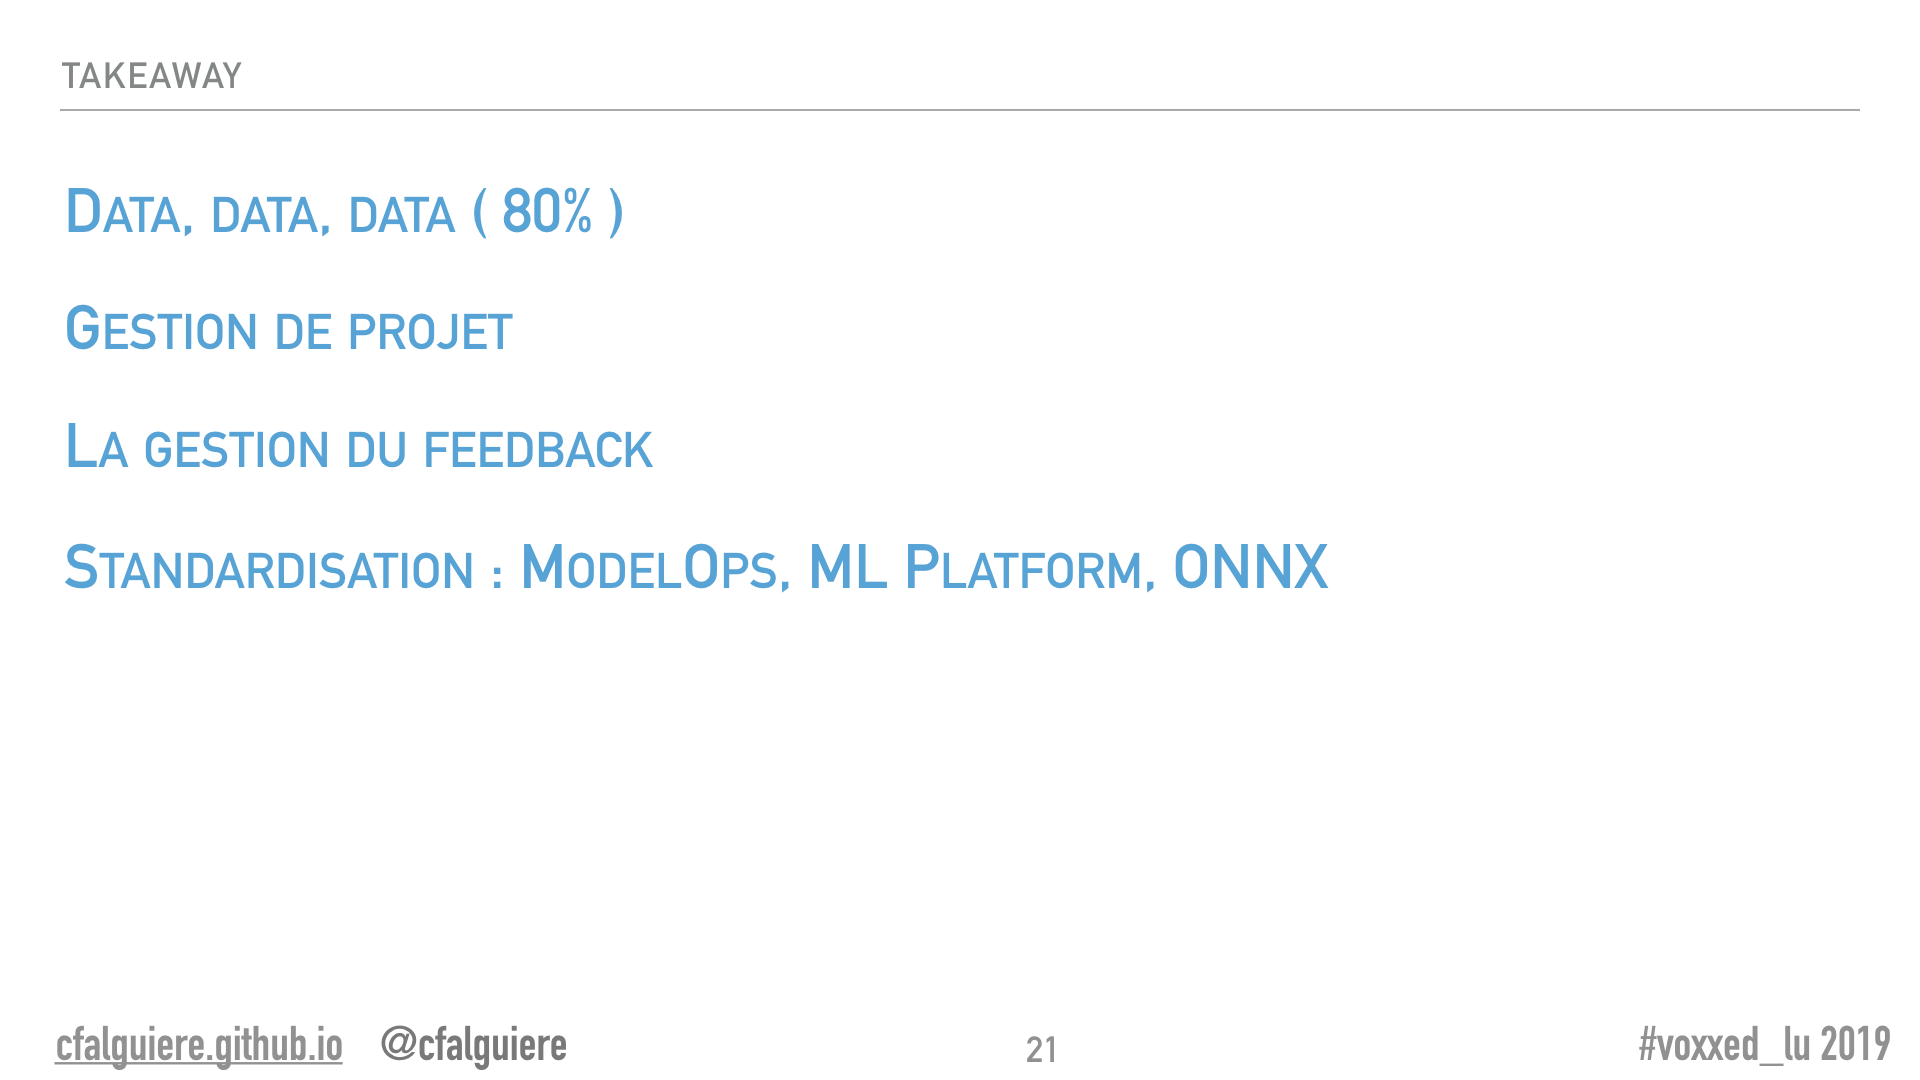 TAKEAWAY
Data, data, data ( 80% )
Gestion de projet
La gestion du feedback
Standardisation : ModelOps, ML Platform, ONNX
cfalguiere.github.io @cfalguiere 21 #voxxed_lu 2019